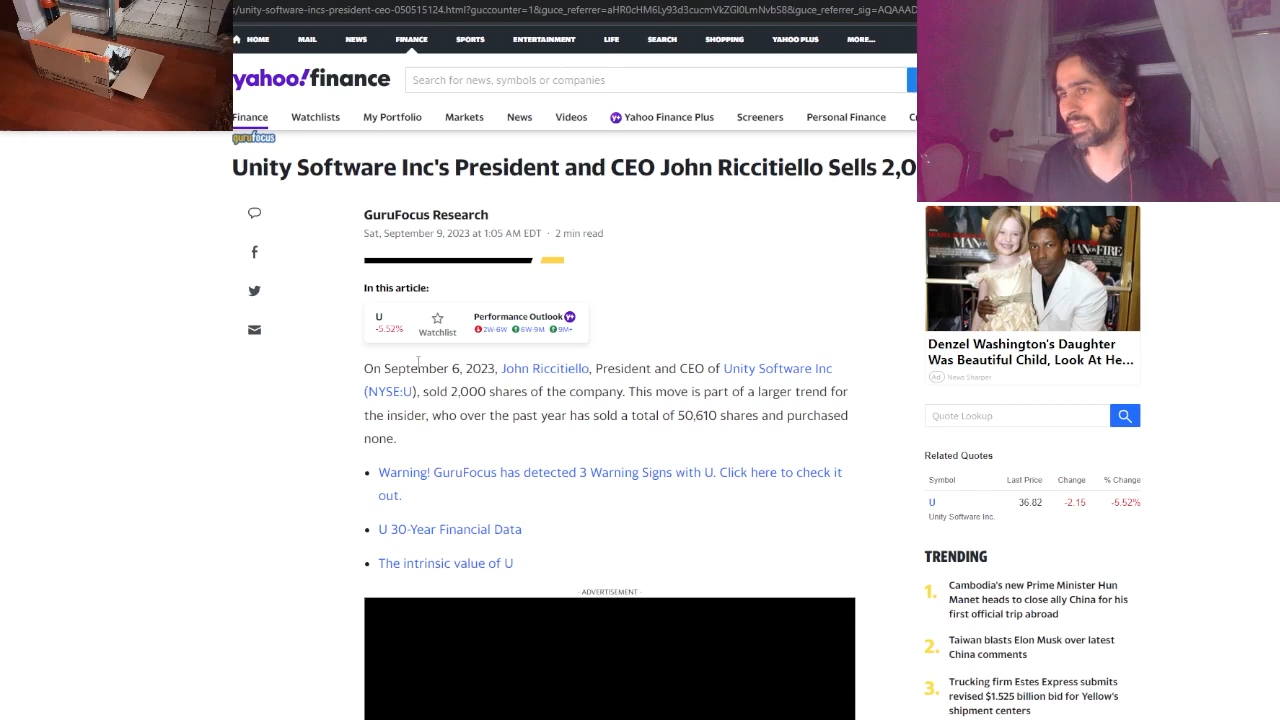 s/unity-software-incs-president-ceo-050515124.html?guccounter=1&guce_referrer=aHR0cHM6Ly93d3cucmVkZGl0LmNvbS8&guce_referrer_sig=AQAAAD
HOME MAIL NEWS FINANCE SPORTS ENTERTAINMENT LIFE SEARCH SHOPPING YAHOO PLUS MORE...
yahoo!finance
Search for news, symbols or companies
Finance Watchlists My Portfolio Markets News Videos Yahoo Finance Plus Screeners Personal Finance
gurufocus
Unity Software Inc's President and CEO John Riccitiello Sells 2,0
GuruFocus Research
Sat, September 9, 2023 at 1:05 AM EDT · 2 min read
In this article:
U
-5.52%
Watchlist
Performance Outlook
2W-6W 6W-9M 9M+
On September 6, 2023, John Riccitiello, President and CEO of Unity Software Inc
(NYSE:U), sold 2,000 shares of the company. This move is part of a larger trend for
the insider, who over the past year has sold a total of 50,610 shares and purchased
none.
Warning! GuruFocus has detected 3 Warning Signs with U. Click here to check it
out.
U 30-Year Financial Data
The intrinsic value of U
- ADVERTISEMENT -
MAN ON FIRE
Denzel Washington's Daughter
Was Beautiful Child, Look At He...
Ad News Sharper
Quote Lookup
Related Quotes
Symbol Last Price Change % Change
U 36.82 -2.15 -5.52%
Unity Software Inc.
TRENDING
1. Cambodia's new Prime Minister Hun
Manet heads to close ally China for his
first official trip abroad
2. Taiwan blasts Elon Musk over latest
China comments
3. Trucking firm Estes Express submits
revised $1.525 billion bid for Yellow's
shipment centers